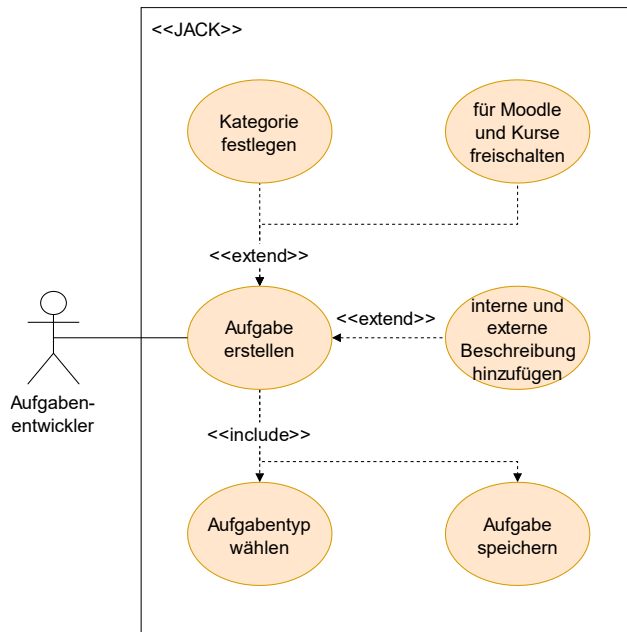 <<JACK>>
Kategorie
festlegen
für Moodle
und Kurse
freischalten
<<extend>>
Aufgabe
erstellen
<<extend>>
interne und
externe
Beschreibung
hinzufügen
Aufgaben-
entwickler
<<include>>
Aufgabentyp
wählen
Aufgabe
speichern